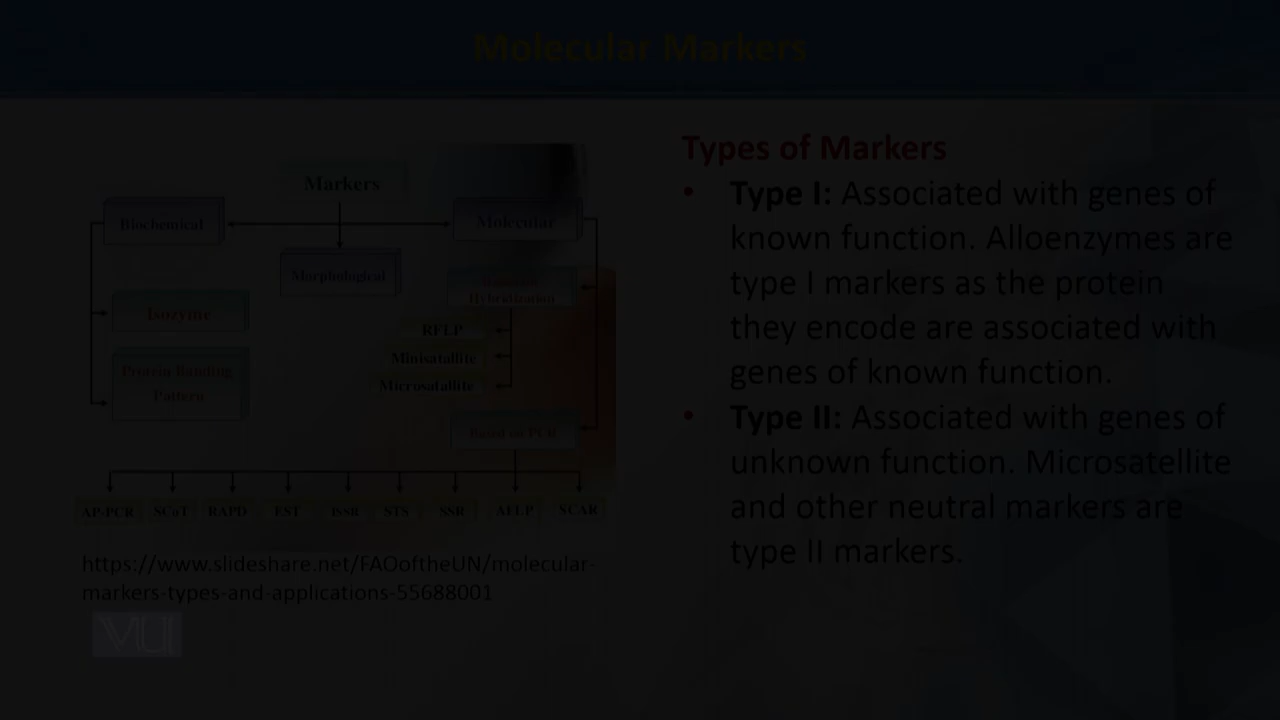 Molecular Markers
Markers
Biochemical
Molecular
Morphological
Hybridization
Isozyme
RFLP
Minisatallite
Protein Banding
Pattern
Microsatallite
Based on PCR
AP-PCR SCoT RAPD EST ISSR STS SSR AFLP SCAR
https://www.slideshare.net/FAOoftheUN/molecular-
markers-types-and-applications-55688001
VU
Types of Markers
• Type I: Associated with genes of
known function. Alloenzymes are
type I markers as the protein
they encode are associated with
genes of known function.
• Type II: Associated with genes of
unknown function. Microsatellite
and other neutral markers are
type II markers.